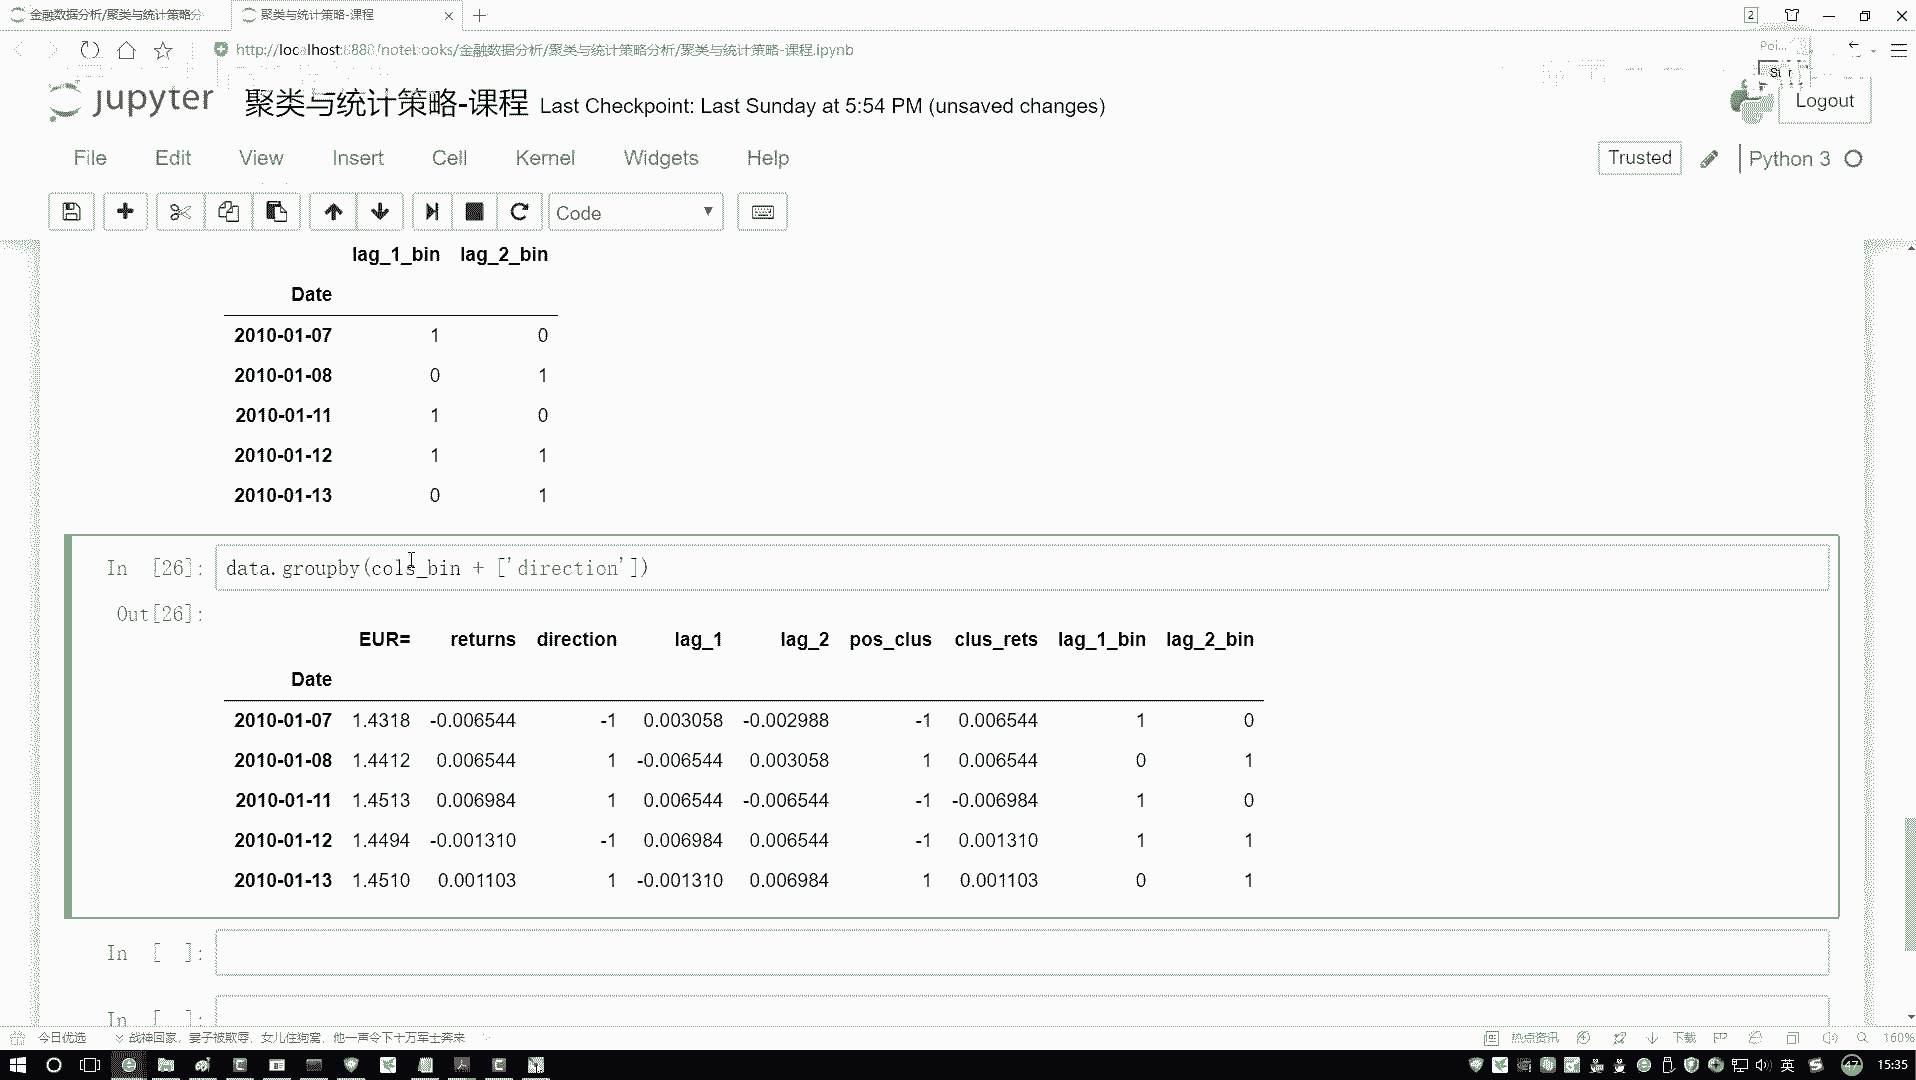 金融数据分析/聚类与统计策略分
聚类与统计策略-课程
2
http://localhost:8888/notebooks/金融数据分析/聚类与统计策略分析/聚类与统计策略-课程.ipynb
jupyter 聚类与统计策略-课程 Last Checkpoint: Last Sunday at 5:54 PM (unsaved changes)
Logout
File Edit View Insert Cell Kernel Widgets Help
Trusted Python 3
Code
lag_1_bin lag_2_bin
Date
2010-01-07 1 0
2010-01-08 0 1
2010-01-11 1 0
2010-01-12 1 1
2010-01-13 0 1
In [26]: data.groupby(cols_bin + ['direction'])
Out[26]:
EUR= returns direction lag_1 lag_2 pos_clus clus_rets lag_1_bin lag_2_bin
Date
2010-01-07 1.4318 -0.006544 -1 0.003058 -0.002988 -1 0.006544 1 0
2010-01-08 1.4412 0.006544 1 -0.006544 0.003058 1 0.006544 0 1
2010-01-11 1.4513 0.006984 1 0.006544 -0.006544 -1 -0.006984 1 0
2010-01-12 1.4494 -0.001310 -1 0.006984 0.006544 -1 0.001310 1 1
2010-01-13 1.4510 0.001103 1 -0.001310 0.006984 1 0.001103 0 1
In [ ]:
In [ ]:
今日优选 战神回家，妻子被欺辱，女儿住狗窝，他一声令下十万军士奔来 热点资讯 下载 160%
英 47 15:35